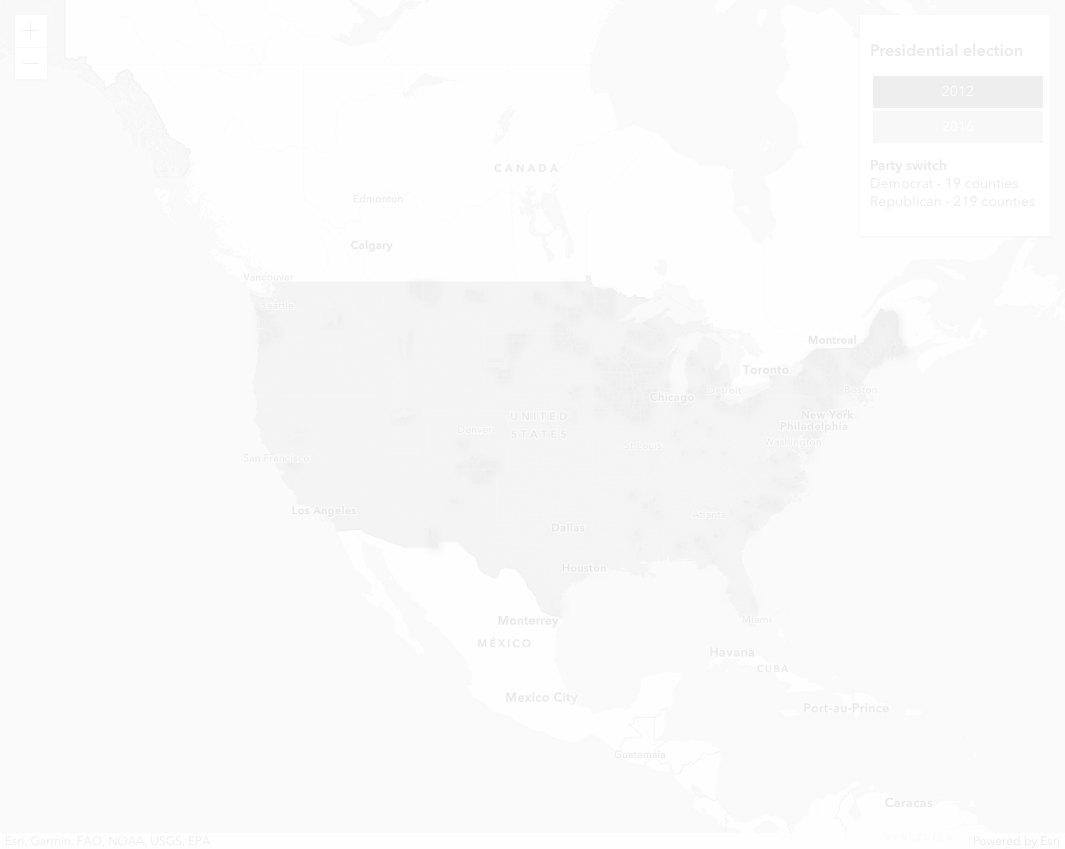 Presidential election
2012
2016
Party switch
Democrat - 19 counties
Republican - 219 counties
CANADA
Edmonton
Calgary
Vancouver
Seattle
Montreal
Toronto
Boston
Detroit
Chicago
New York
Philadelphia
UNITED
STATES
Denver
Washington
St Louis
San Francisco
Los Angeles
Atlanta
Dallas
Houston
Monterrey
Miami
MÉXICO
Havana
CUBA
Mexico City
Port-au-Prince
Guatemala
Caracas
Esri, Garmin, FAO, NOAA, USGS, EPA
Powered by Esri